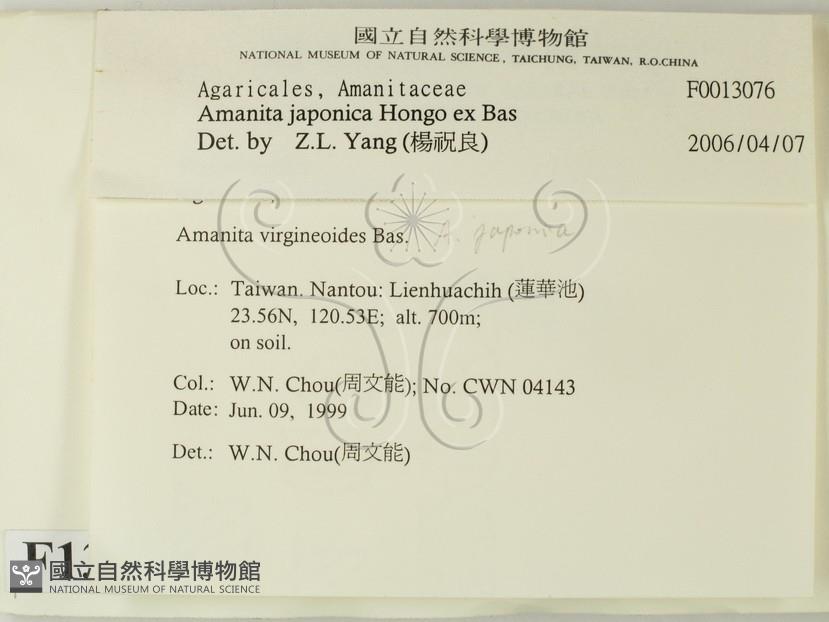 國立自然科學博物館
NATIONAL MUSEUM OF NATURAL SCIENCE, TAICHUNG, TAIWAN, R.O.CHINA
Agaricales, Amanitaceae F0013076
Amanita japonica Hongo ex Bas
Det. by Z.L. Yang (楊祝良) 2006/04/07
Amanita virgineoides Bas. A. japonica
Loc.: Taiwan. Nantou: Lienhuachih (蓮華池)
23.56N, 120.53E; alt. 700m;
on soil.
Col.: W.N. Chou(周文能); No. CWN 04143
Date: Jun. 09, 1999
Det.: W.N. Chou(周文能)
國立自然科學博物館
NATIONAL MUSEUM OF NATURAL SCIENCE